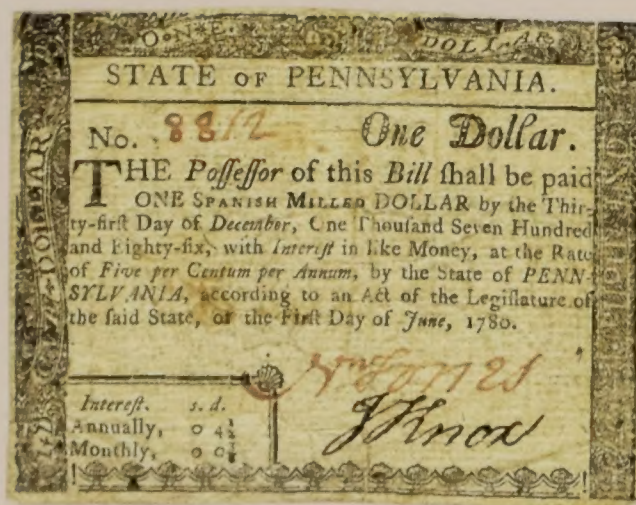 ONE DOLLAR
STATE OF PENNSYLVANIA.
No. 8812 One Dollar.
THE Poſſeſſor of this Bill ſhall be paid
ONE SPANISH MILLED DOLLAR by the Thir-
ty-firſt Day of December, One Thouſand Seven Hundred
and Eighty-ſix, with Intereſt in like Money, at the Rate
of Five per Centum per Annum, by the State of PENN-
SYLVANIA, according to an Act of the Legiſlature of
the ſaid State, of the Firſt Day of June, 1780.
Jones
JKnox
Intereſt. s. d.
Annually, 0 4½
Monthly, 0 0⅜
DOLLAR